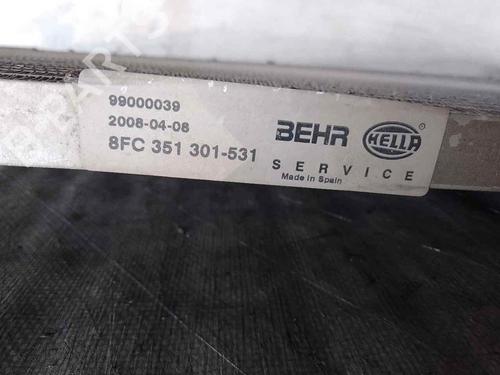 99000039
2008-04-08
8FC 351 301-531
BEHR HELLA
SERVICE
Made in Spain